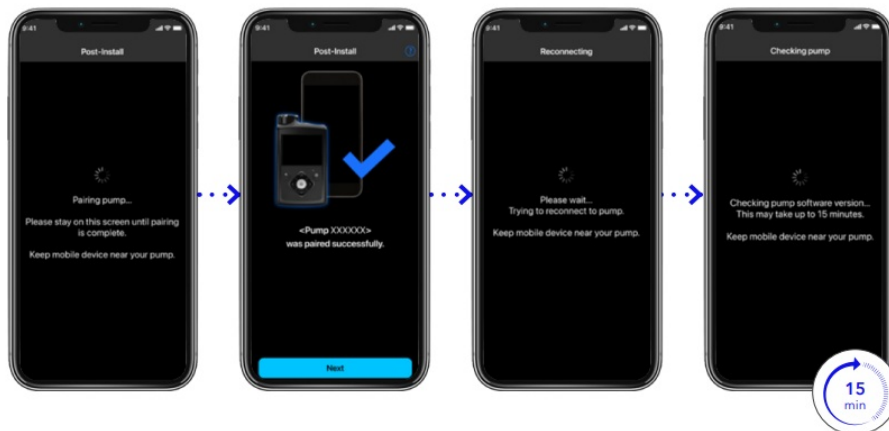 9:41
Post-Install
Pairing pump...
Please stay on this screen until pairing
is complete.
Keep mobile device near your pump.
9:41
Post-Install
?
<Pump XXXXXX>
was paired successfully.
Next
9:41
Reconnecting
Please wait...
Trying to reconnect to pump.
Keep mobile device near your pump.
9:41
Checking pump
Checking pump software version...
This may take up to 15 minutes.
Keep mobile device near your pump.
15
min